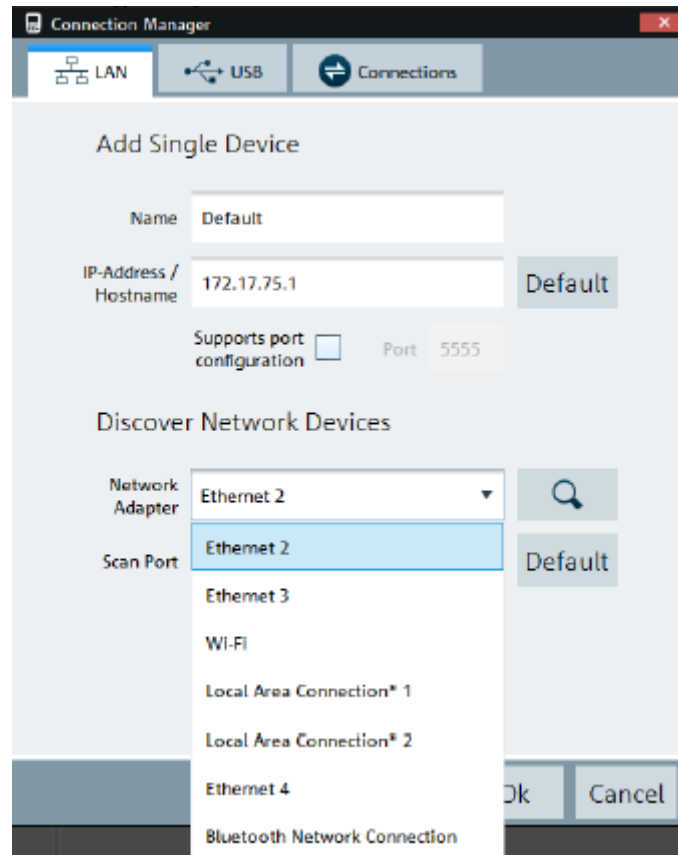 Connection Manager
LAN
USB
Connections
Add Single Device
Name
Default
IP-Address /
Hostname
172.17.75.1
Default
Supports port
configuration
Port
5555
Discover Network Devices
Network
Adapter
Ethernet 2
Scan Port
Default
Ethernet 2
Ethernet 3
Wi-Fi
Local Area Connection* 1
Local Area Connection* 2
Ethernet 4
Bluetooth Network Connection
Ok
Cancel